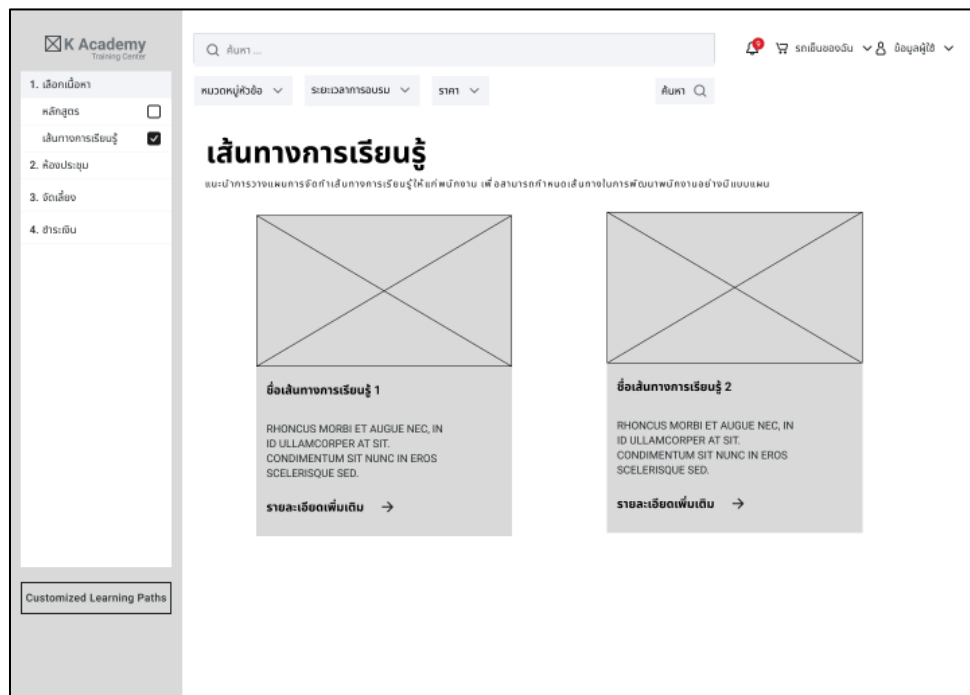 K Academy
Training Center
1. เลือกเนื้อหา
หลักสูตร
เส้นทางการเรียนรู้
2. ห้องประชุม
3. จัดเลี้ยง
4. ชำระเงิน
Customized Learning Paths
ค้นหา ...
9
รถเข็นของฉัน
ข้อมูลผู้ใช้
หมวดหมู่หัวข้อ
ระยะเวลาการอบรม
ราคา
ค้นหา
เส้นทางการเรียนรู้
แนะนำการวางแผนการจัดทำเส้นทางการเรียนรู้ให้แก่พนักงาน เพื่อสามารถกำหนดเส้นทางในการพัฒนาพนักงานอย่างมีแบบแผน
ชื่อเส้นทางการเรียนรู้ 1
RHONCUS MORBI ET AUGUE NEC, IN
ID ULLAMCORPER AT SIT.
CONDIMENTUM SIT NUNC IN EROS
SCELERISQUE SED.
รายละเอียดเพิ่มเติม
ชื่อเส้นทางการเรียนรู้ 2
RHONCUS MORBI ET AUGUE NEC, IN
ID ULLAMCORPER AT SIT.
CONDIMENTUM SIT NUNC IN EROS
SCELERISQUE SED.
รายละเอียดเพิ่มเติม